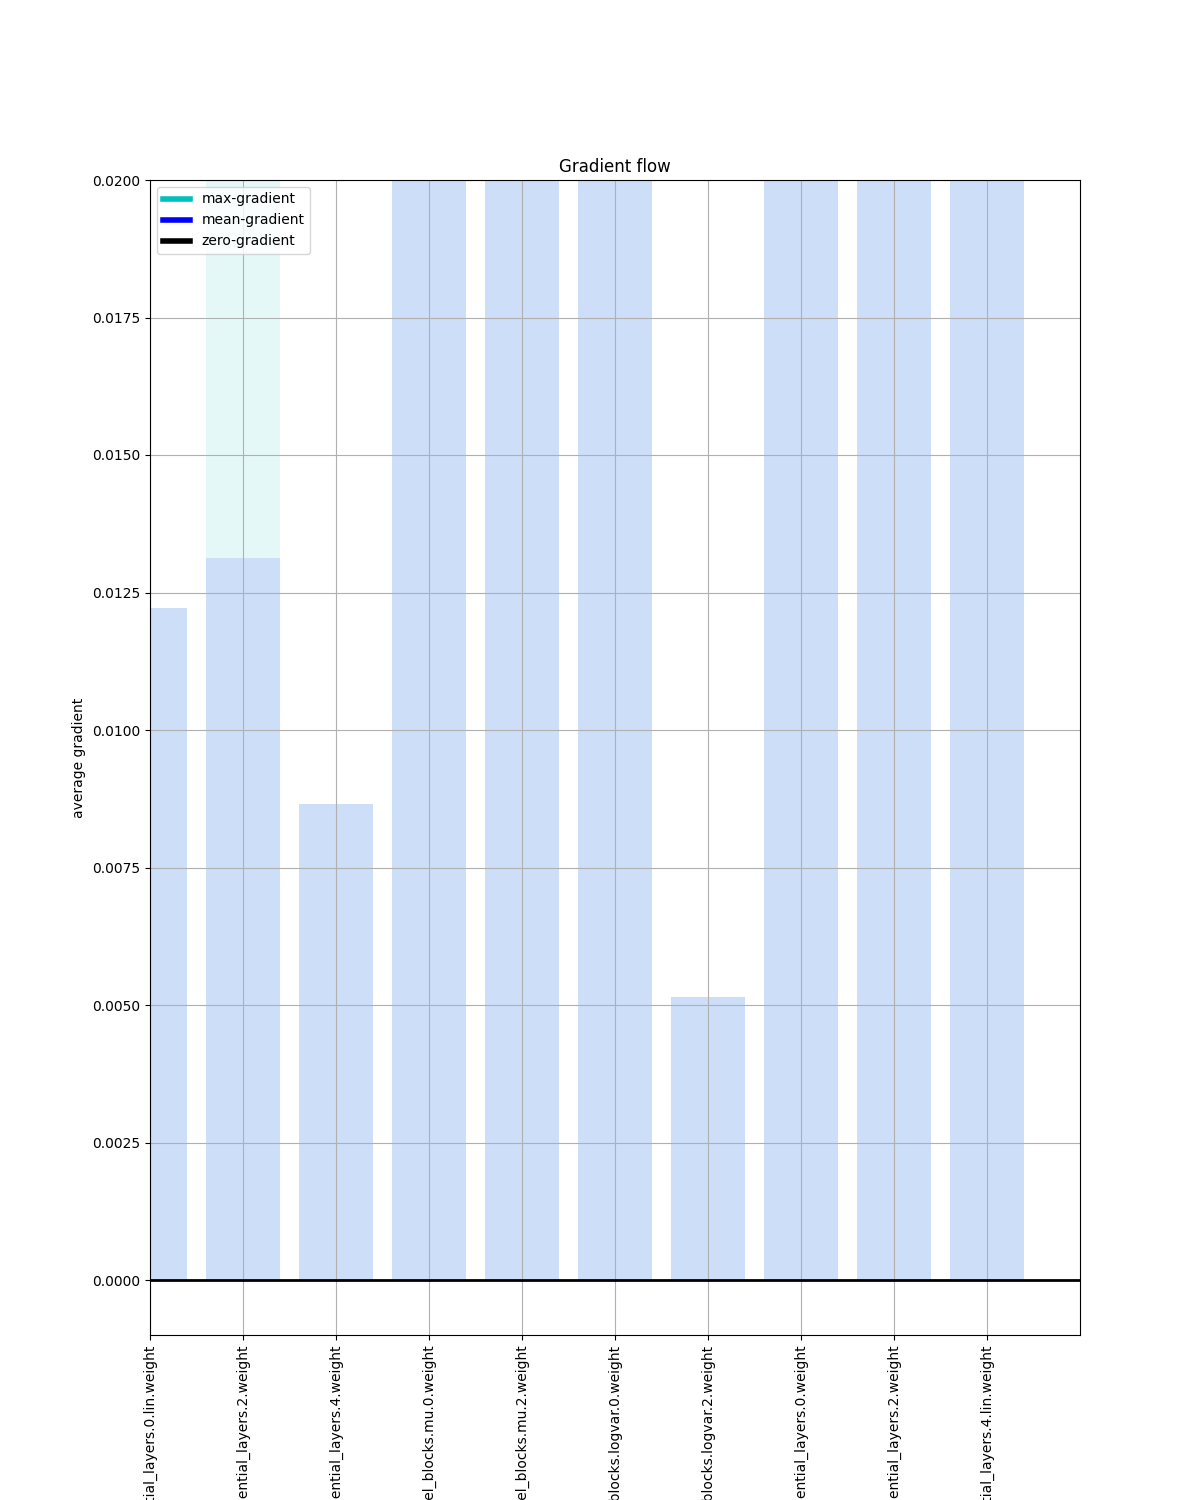 Gradient flow
max-gradient
mean-gradient
zero-gradient
0.0200
0.0175
0.0150
0.0125
0.0100
0.0075
0.0050
0.0025
0.0000
average gradient
tial_layers.0.lin.weight
ential_layers.2.weight
ential_layers.4.weight
el_blocks.mu.0.weight
el_blocks.mu.2.weight
blocks.logvar.0.weight
blocks.logvar.2.weight
ential_layers.0.weight
ential_layers.2.weight
tial_layers.4.lin.weight